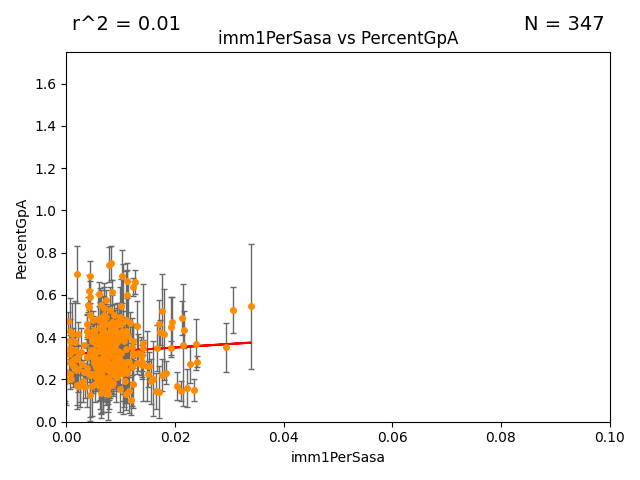 r^2 = 0.01
N = 347
imm1PerSasa vs PercentGpA
1.6
1.4
1.2
1.0
0.8
0.6
0.4
0.2
0.0
PercentGpA
0.00 0.02 0.04 0.06 0.08 0.10
imm1PerSasa